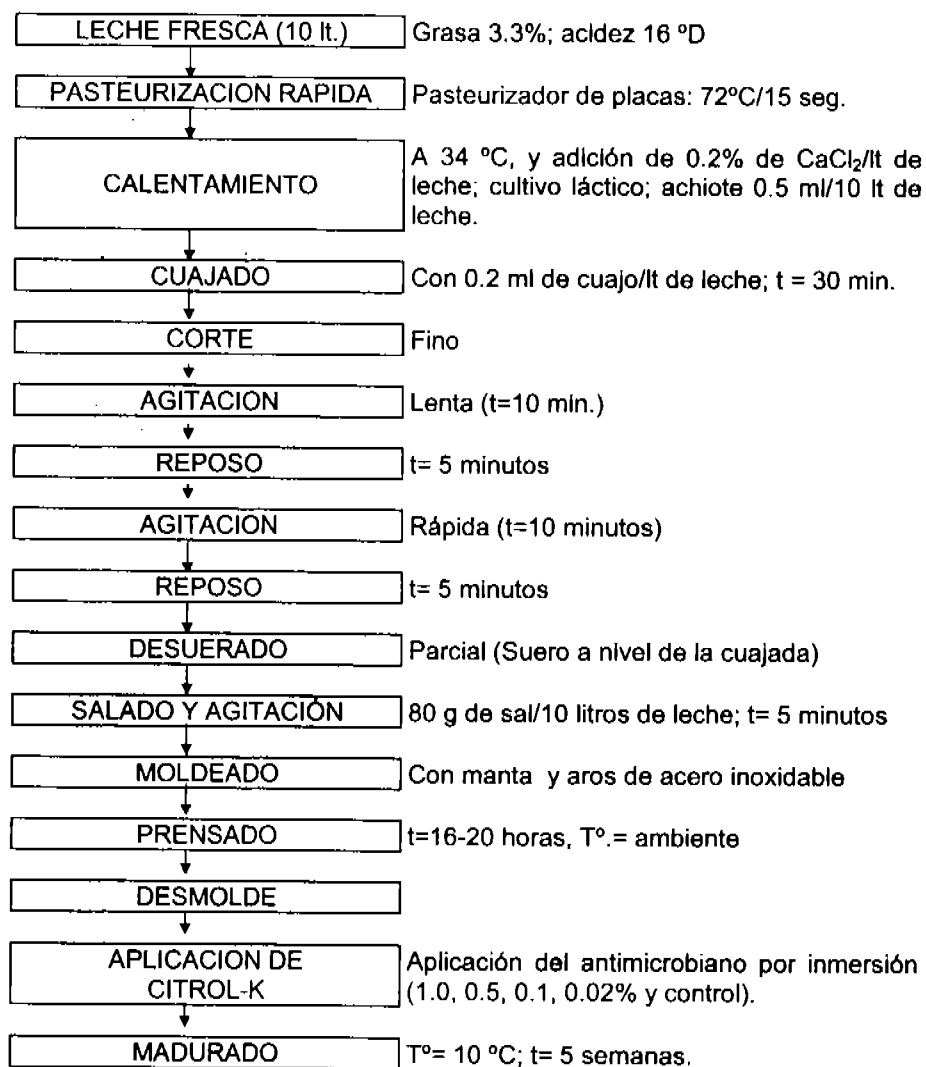 LECHE FRESCA (10 lt.) Grasa 3.3%; acidez 16 ºD
PASTEURIZACION RAPIDA Pasteurizador de placas: 72ºC/15 seg.
A 34 ºC, y adición de 0.2% de CaCl₂/lt de
CALENTAMIENTO leche; cultivo láctico; achiote 0.5 ml/10 lt de
leche.
CUAJADO Con 0.2 ml de cuajo/lt de leche; t = 30 min.
CORTE Fino
AGITACION Lenta (t=10 min.)
REPOSO t= 5 minutos
AGITACION Rápida (t=10 minutos)
REPOSO t= 5 minutos
DESUERADO Parcial (Suero a nivel de la cuajada)
SALADO Y AGITACIÓN 80 g de sal/10 litros de leche; t= 5 minutos
MOLDEADO Con manta y aros de acero inoxidable
PRENSADO t=16-20 horas, Tº.= ambiente
DESMOLDE
APLICACION DE Aplicación del antimicrobiano por inmersión
CITROL-K (1.0, 0.5, 0.1, 0.02% y control).
MADURADO Tº= 10 ºC; t= 5 semanas.